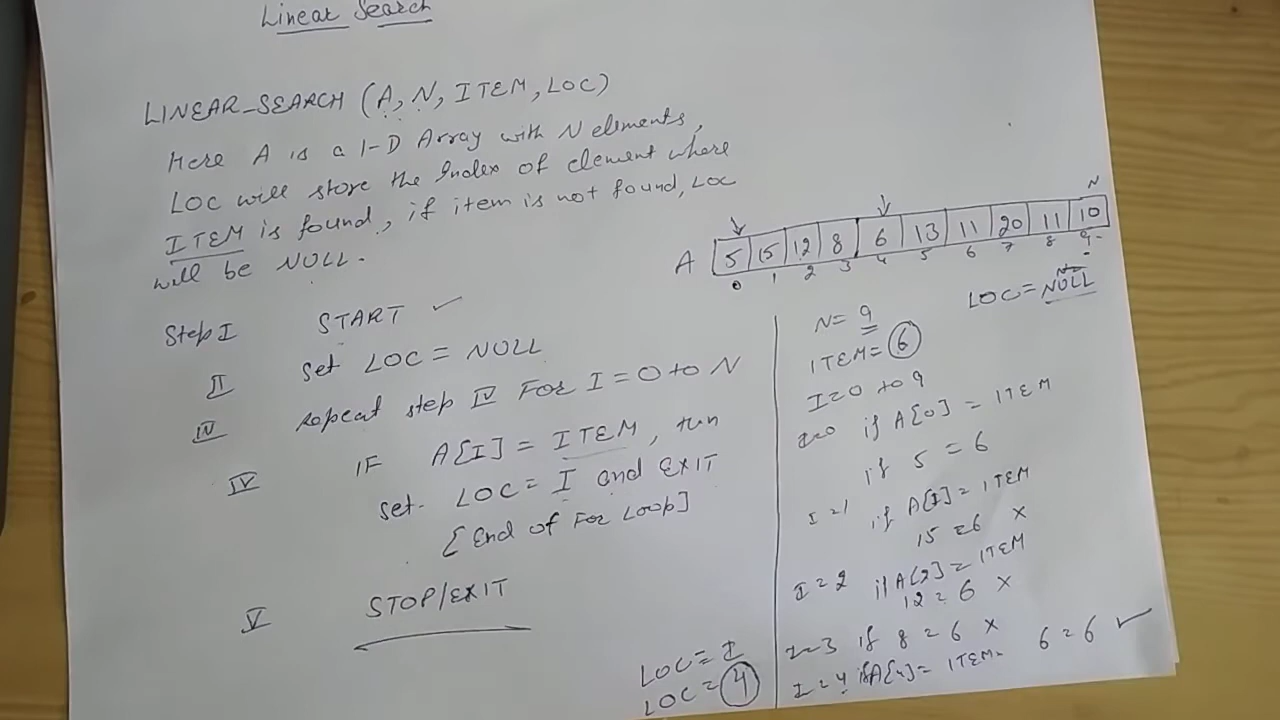 Linear Search
LINEAR_SEARCH (A, N, ITEM, LOC)
Here A is a 1-D Array with N elements,
LOC will store the Index of element where
ITEM is found, if item is not found, LOC
will be NULL.
Step I START ✓
II Set LOC = NULL
IV Repeat step IV For I = 0 to N
IV IF A[I] = ITEM, then
Set. LOC = I and EXIT
[End of For Loop]
V STOP/EXIT
LOC = I
LOC = 4
N
A 5 15 12 8 6 13 11 20 11 10
0 1 2 3 4 5 6 7 8 9
LOC = NULL
N = 9
ITEM = 6
I = 0 to 9
I=0 if A[0] = ITEM
if 5 = 6
I = 1 if A[1] = ITEM
15 = 6 ×
I = 2 if A[2] = ITEM
12 = 6 ×
I=3 if 8 = 6 ×
I = 4 if A[4] = ITEM 6 = 6 ✓